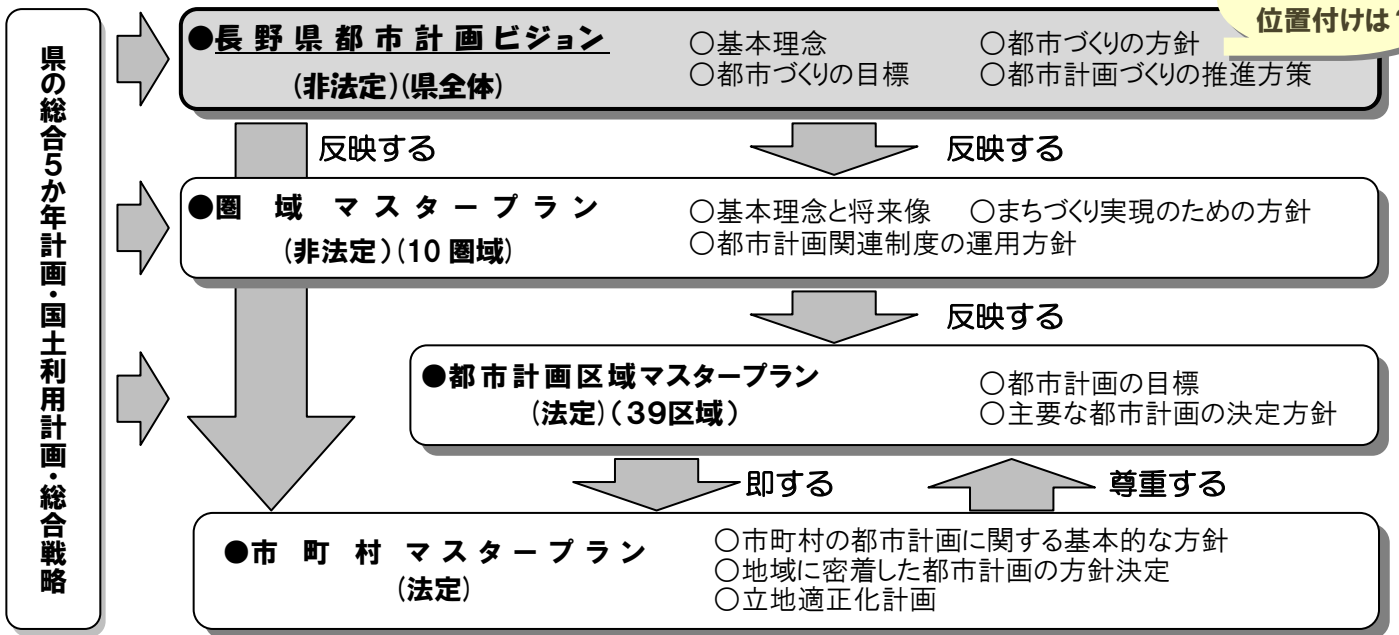 位置付けは
県の総合5か年計画・国土利用計画・総合戦略
●長野県都市計画ビジョン
(非法定)(県全体)
○基本理念 ○都市づくりの方針
○都市づくりの目標 ○都市計画づくりの推進方策
反映する
反映する
●圏域マスタープラン
(非法定)(10圏域)
○基本理念と将来像 ○まちづくり実現のための方針
○都市計画関連制度の運用方針
反映する
●都市計画区域マスタープラン
(法定)(39区域)
○都市計画の目標
○主要な都市計画の決定方針
即する
尊重する
●市町村マスタープラン
(法定)
○市町村の都市計画に関する基本的な方針
○地域に密着した都市計画の方針決定
○立地適正化計画